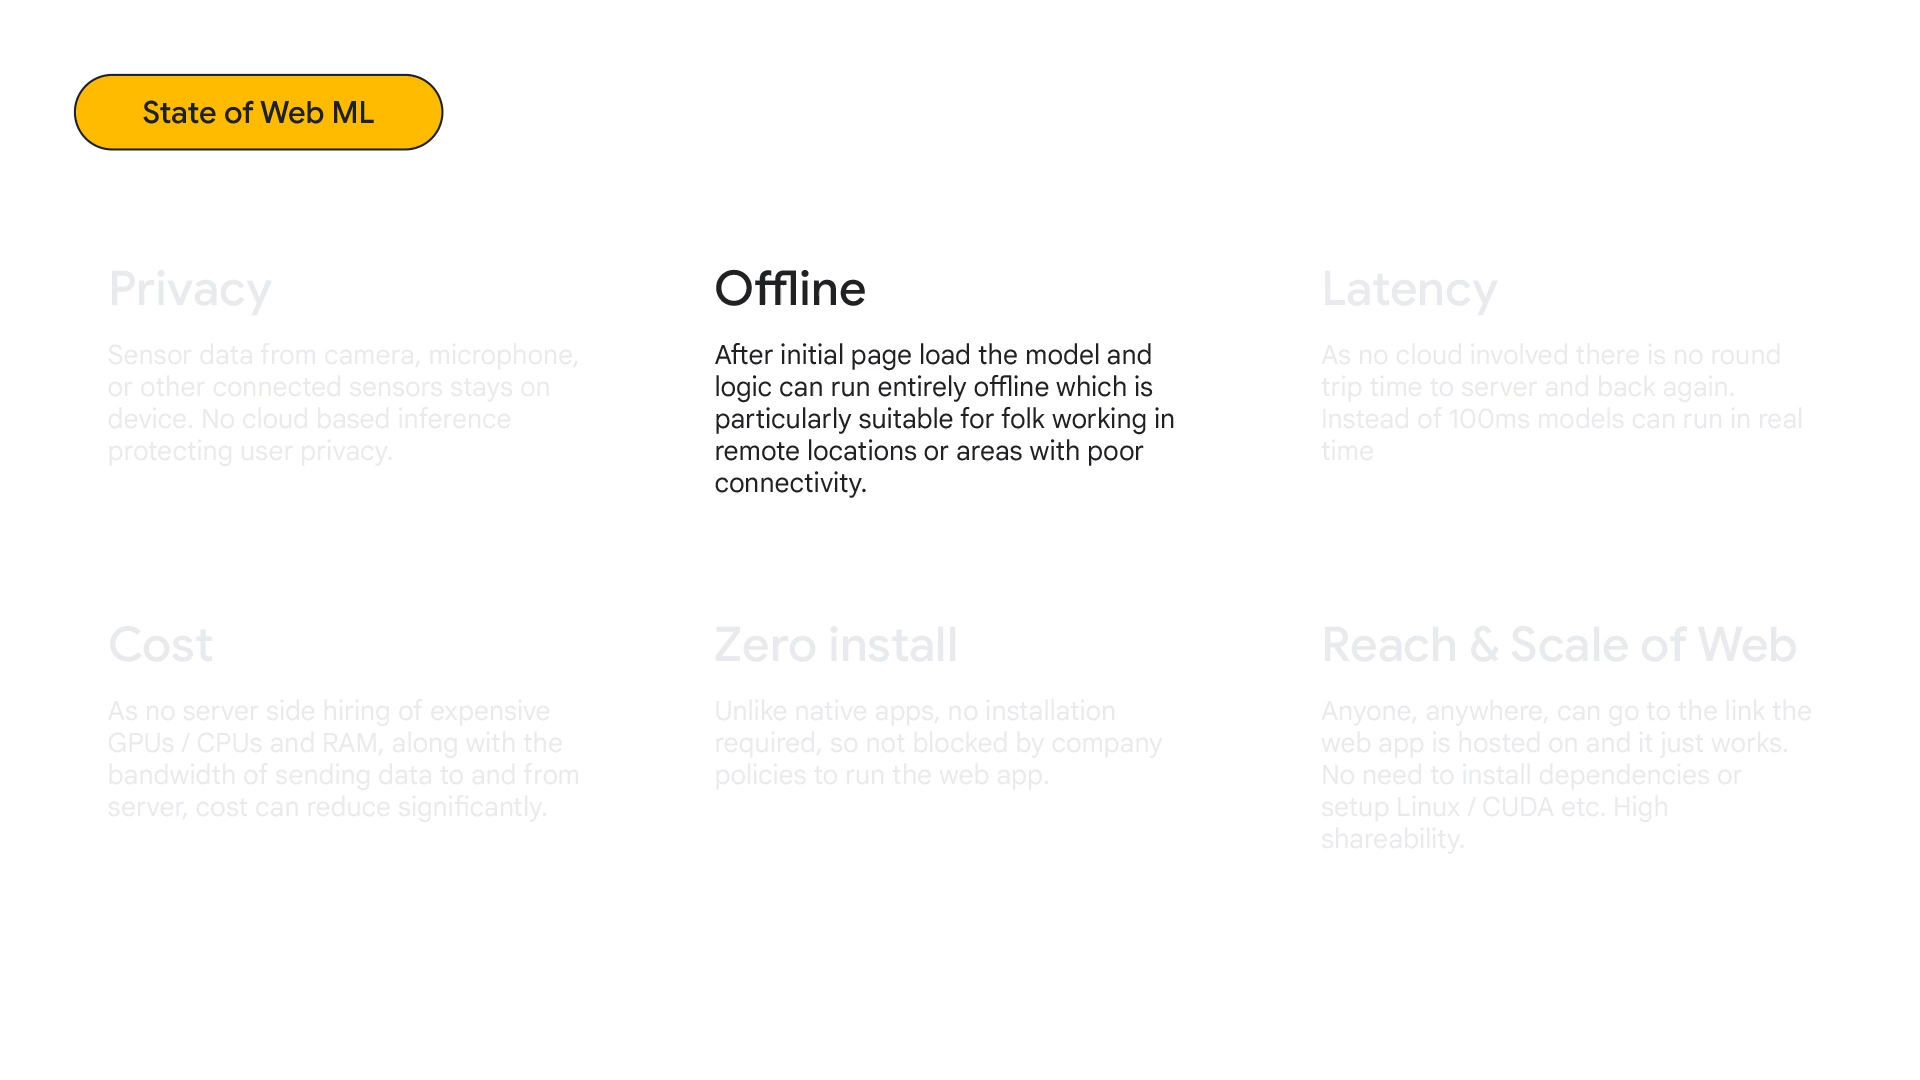 State of Web ML
Privacy
Sensor data from camera, microphone,
or other connected sensors stays on
device. No cloud based inference
protecting user privacy.
Offline
After initial page load the model and
logic can run entirely offline which is
particularly suitable for folk working in
remote locations or areas with poor
connectivity.
Latency
As no cloud involved there is no round
trip time to server and back again.
Instead of 100ms models can run in real
time
Cost
As no server side hiring of expensive
GPUs / CPUs and RAM, along with the
bandwidth of sending data to and from
server, cost can reduce significantly.
Zero install
Unlike native apps, no installation
required, so not blocked by company
policies to run the web app.
Reach & Scale of Web
Anyone, anywhere, can go to the link the
web app is hosted on and it just works.
No need to install dependencies or
setup Linux / CUDA etc. High
shareability.